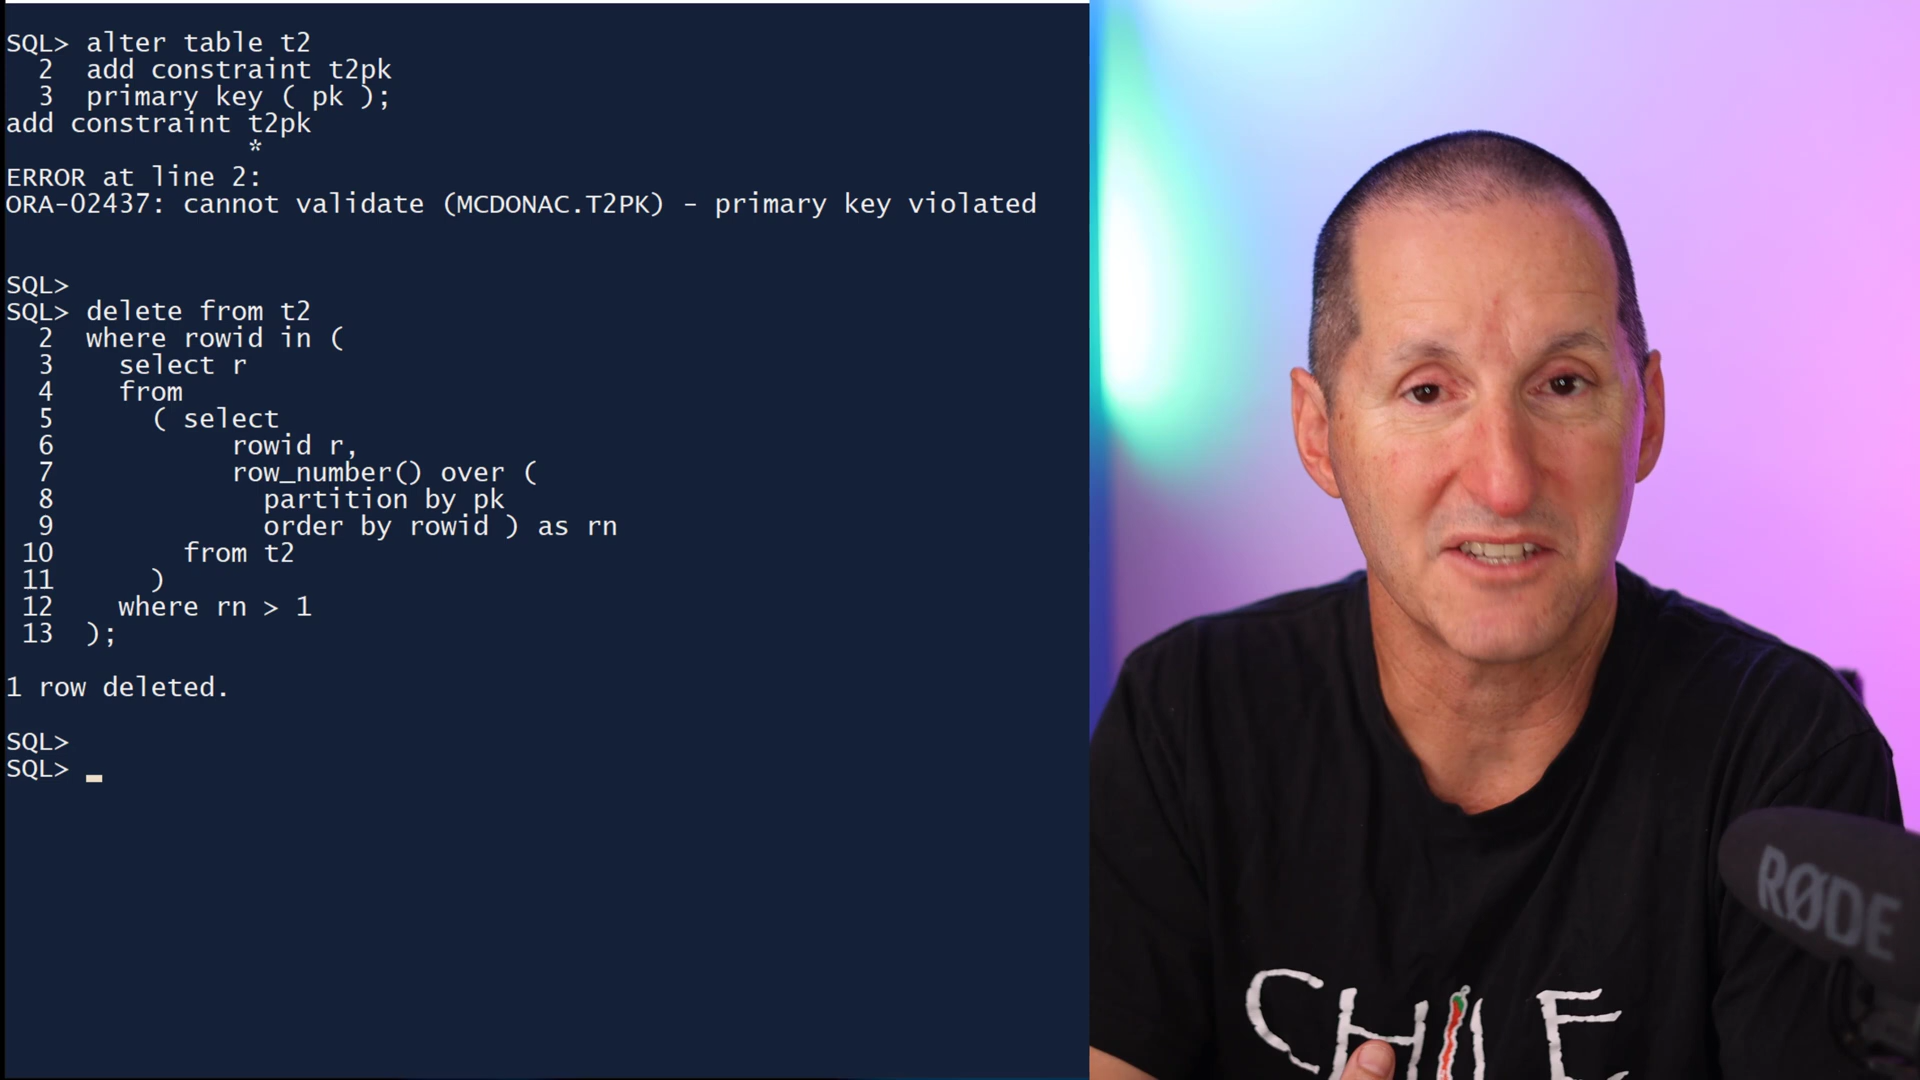 SQL> alter table t2
  2  add constraint t2pk
  3  primary key ( pk );
add constraint t2pk
               *
ERROR at line 2:
ORA-02437: cannot validate (MCDONAC.T2PK) - primary key violated
SQL>
SQL> delete from t2
  2  where rowid in (
  3    select r
  4    from
  5      ( select
  6           rowid r,
  7           row_number() over (
  8             partition by pk
  9             order by rowid ) as rn
 10        from t2
 11      )
 12    where rn > 1
 13  );
1 row deleted.
SQL>
SQL> _
RØDE
CHILE